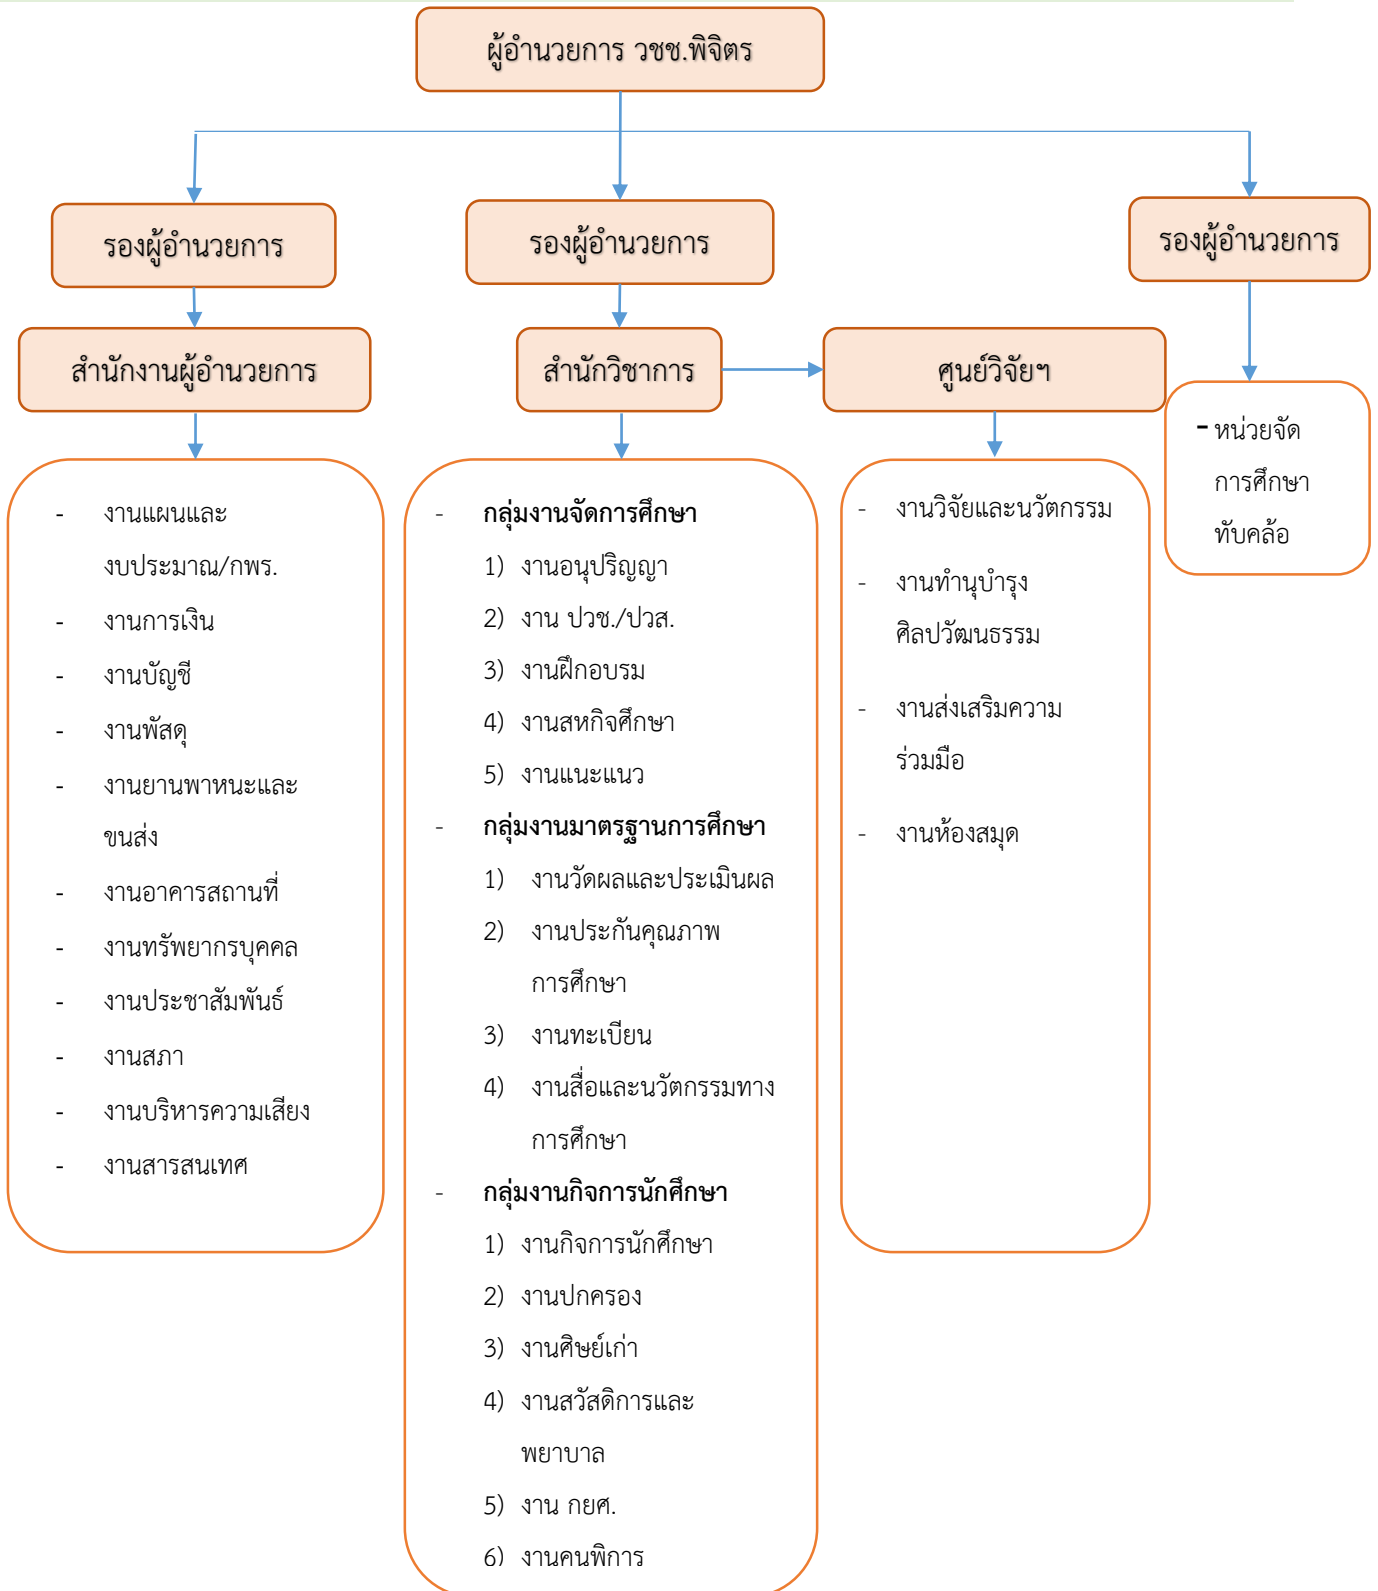 ผู้อำนวยการ วชช.พิจิตร
รองผู้อำนวยการ
รองผู้อำนวยการ
รองผู้อำนวยการ
สำนักงานผู้อำนวยการ
สำนักวิชาการ
ศูนย์วิจัยฯ
- งานแผนและ
งบประมาณ/กพร.
- งานการเงิน
- งานบัญชี
- งานพัสดุ
- งานยานพาหนะและ
ขนส่ง
- งานอาคารสถานที่
- งานทรัพยากรบุคคล
- งานประชาสัมพันธ์
- งานสภา
- งานบริหารความเสียง
- งานสารสนเทศ
- กลุ่มงานจัดการศึกษา
1) งานอนุปริญญา
2) งาน ปวช./ปวส.
3) งานฝึกอบรม
4) งานสหกิจศึกษา
5) งานแนะแนว
- กลุ่มงานมาตรฐานการศึกษา
1) งานวัดผลและประเมินผล
2) งานประกันคุณภาพ
การศึกษา
3) งานทะเบียน
4) งานสื่อและนวัตกรรมทาง
การศึกษา
- กลุ่มงานกิจการนักศึกษา
1) งานกิจการนักศึกษา
2) งานปกครอง
3) งานศิษย์เก่า
4) งานสวัสดิการและ
พยาบาล
5) งาน กยศ.
6) งานคนพิการ
- งานวิจัยและนวัตกรรม
- งานทำนุบำรุง
ศิลปวัฒนธรรม
- งานส่งเสริมความ
ร่วมมือ
- งานห้องสมุด
- หน่วยจัด
การศึกษา
ทับคล้อ